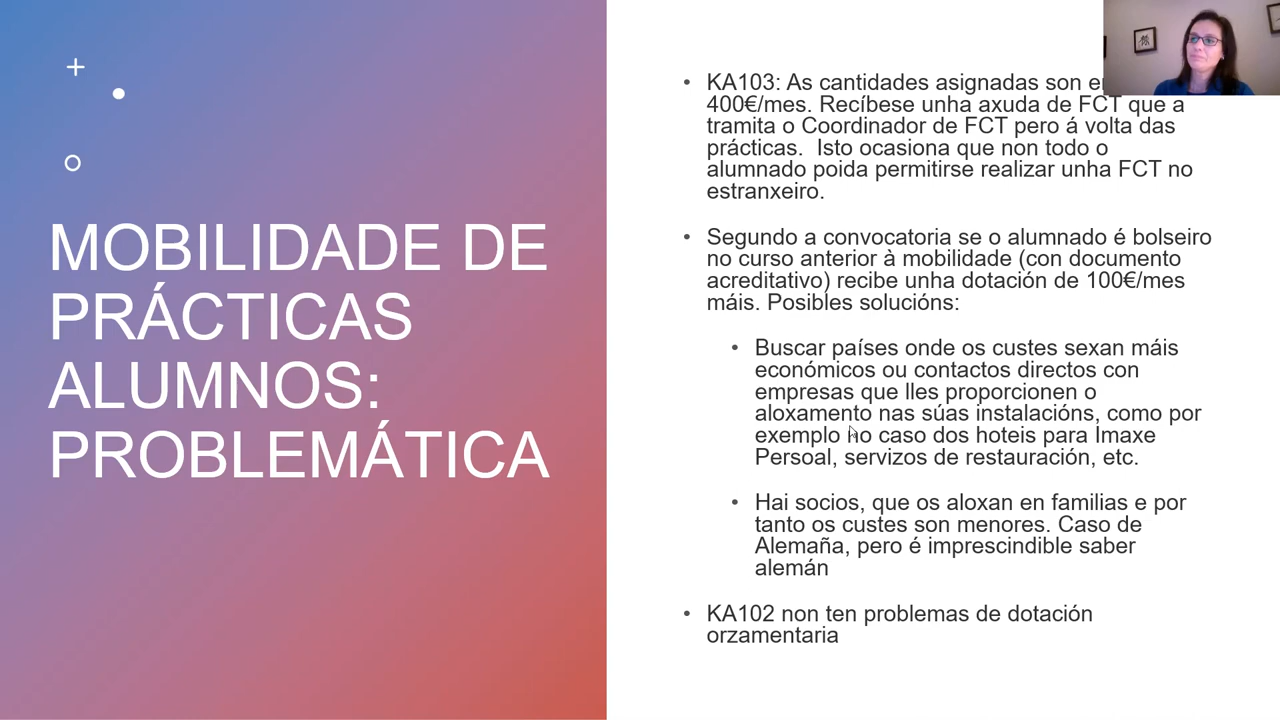 MOBILIDADE DE
PRÁCTICAS
ALUMNOS:
PROBLEMÁTICA
• KA103: As cantidades asignadas son
400€/mes. Recíbese unha axuda de FCT que a
tramita o Coordinador de FCT pero á volta das
prácticas. Isto ocasiona que non todo o
alumnado poida permitirse realizar unha FCT no
estranxeiro.
• Segundo a convocatoria se o alumnado é bolseiro
no curso anterior à mobilidade (con documento
acreditativo) recibe unha dotación de 100€/mes
máis. Posibles solucións:
• Buscar países onde os custes sexan máis
económicos ou contactos directos con
empresas que lles proporcionen o
aloxamento nas súas instalacións, como por
exemplo no caso dos hoteis para Imaxe
Persoal, servizos de restauración, etc.
• Hai socios, que os aloxan en familias e por
tanto os custes son menores. Caso de
Alemaña, pero é imprescindible saber
alemán
• KA102 non ten problemas de dotación
orzamentaria